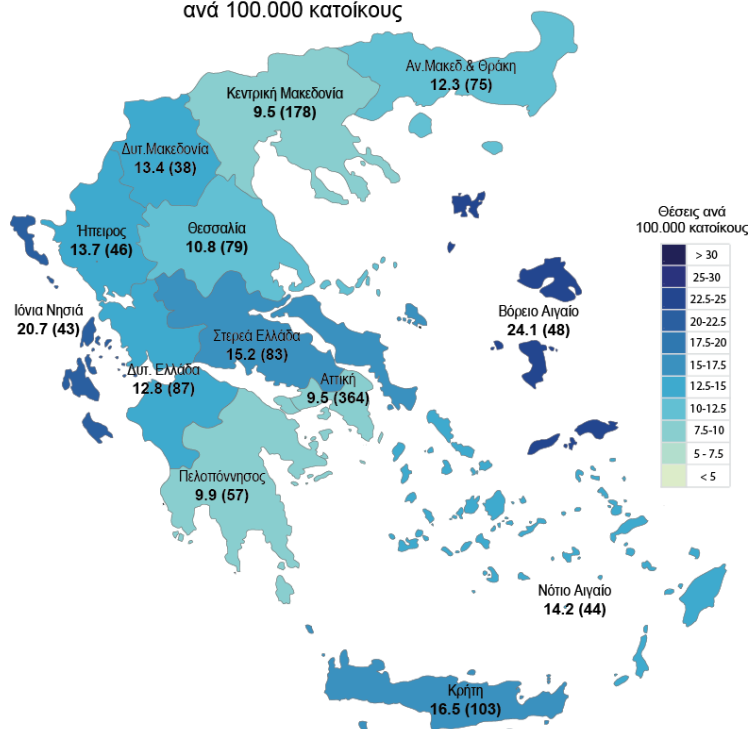 ανά 100.000 κατοίκους
Αν.Μακεδ.& Θράκη
12.3 (75)
Κεντρική Μακεδονία
9.5 (178)
Δυτ.Μακεδονία
13.4 (38)
Ήπειρος
13.7 (46)
Θεσσαλία
10.8 (79)
Ιόνια Νησιά
20.7 (43)
Βόρειο Αιγαίο
24.1 (48)
Στερεά Ελλάδα
15.2 (83)
Δυτ. Ελλάδα
12.8 (87)
Αττική
9.5 (364)
Πελοπόννησος
9.9 (57)
Νότιο Αιγαίο
14.2 (44)
Κρήτη
16.5 (103)
Θέσεις ανά
100.000 κατοίκους
> 30
25-30
22.5-25
20-22.5
17.5-20
15-17.5
12.5-15
10-12.5
7.5-10
5 - 7.5
< 5